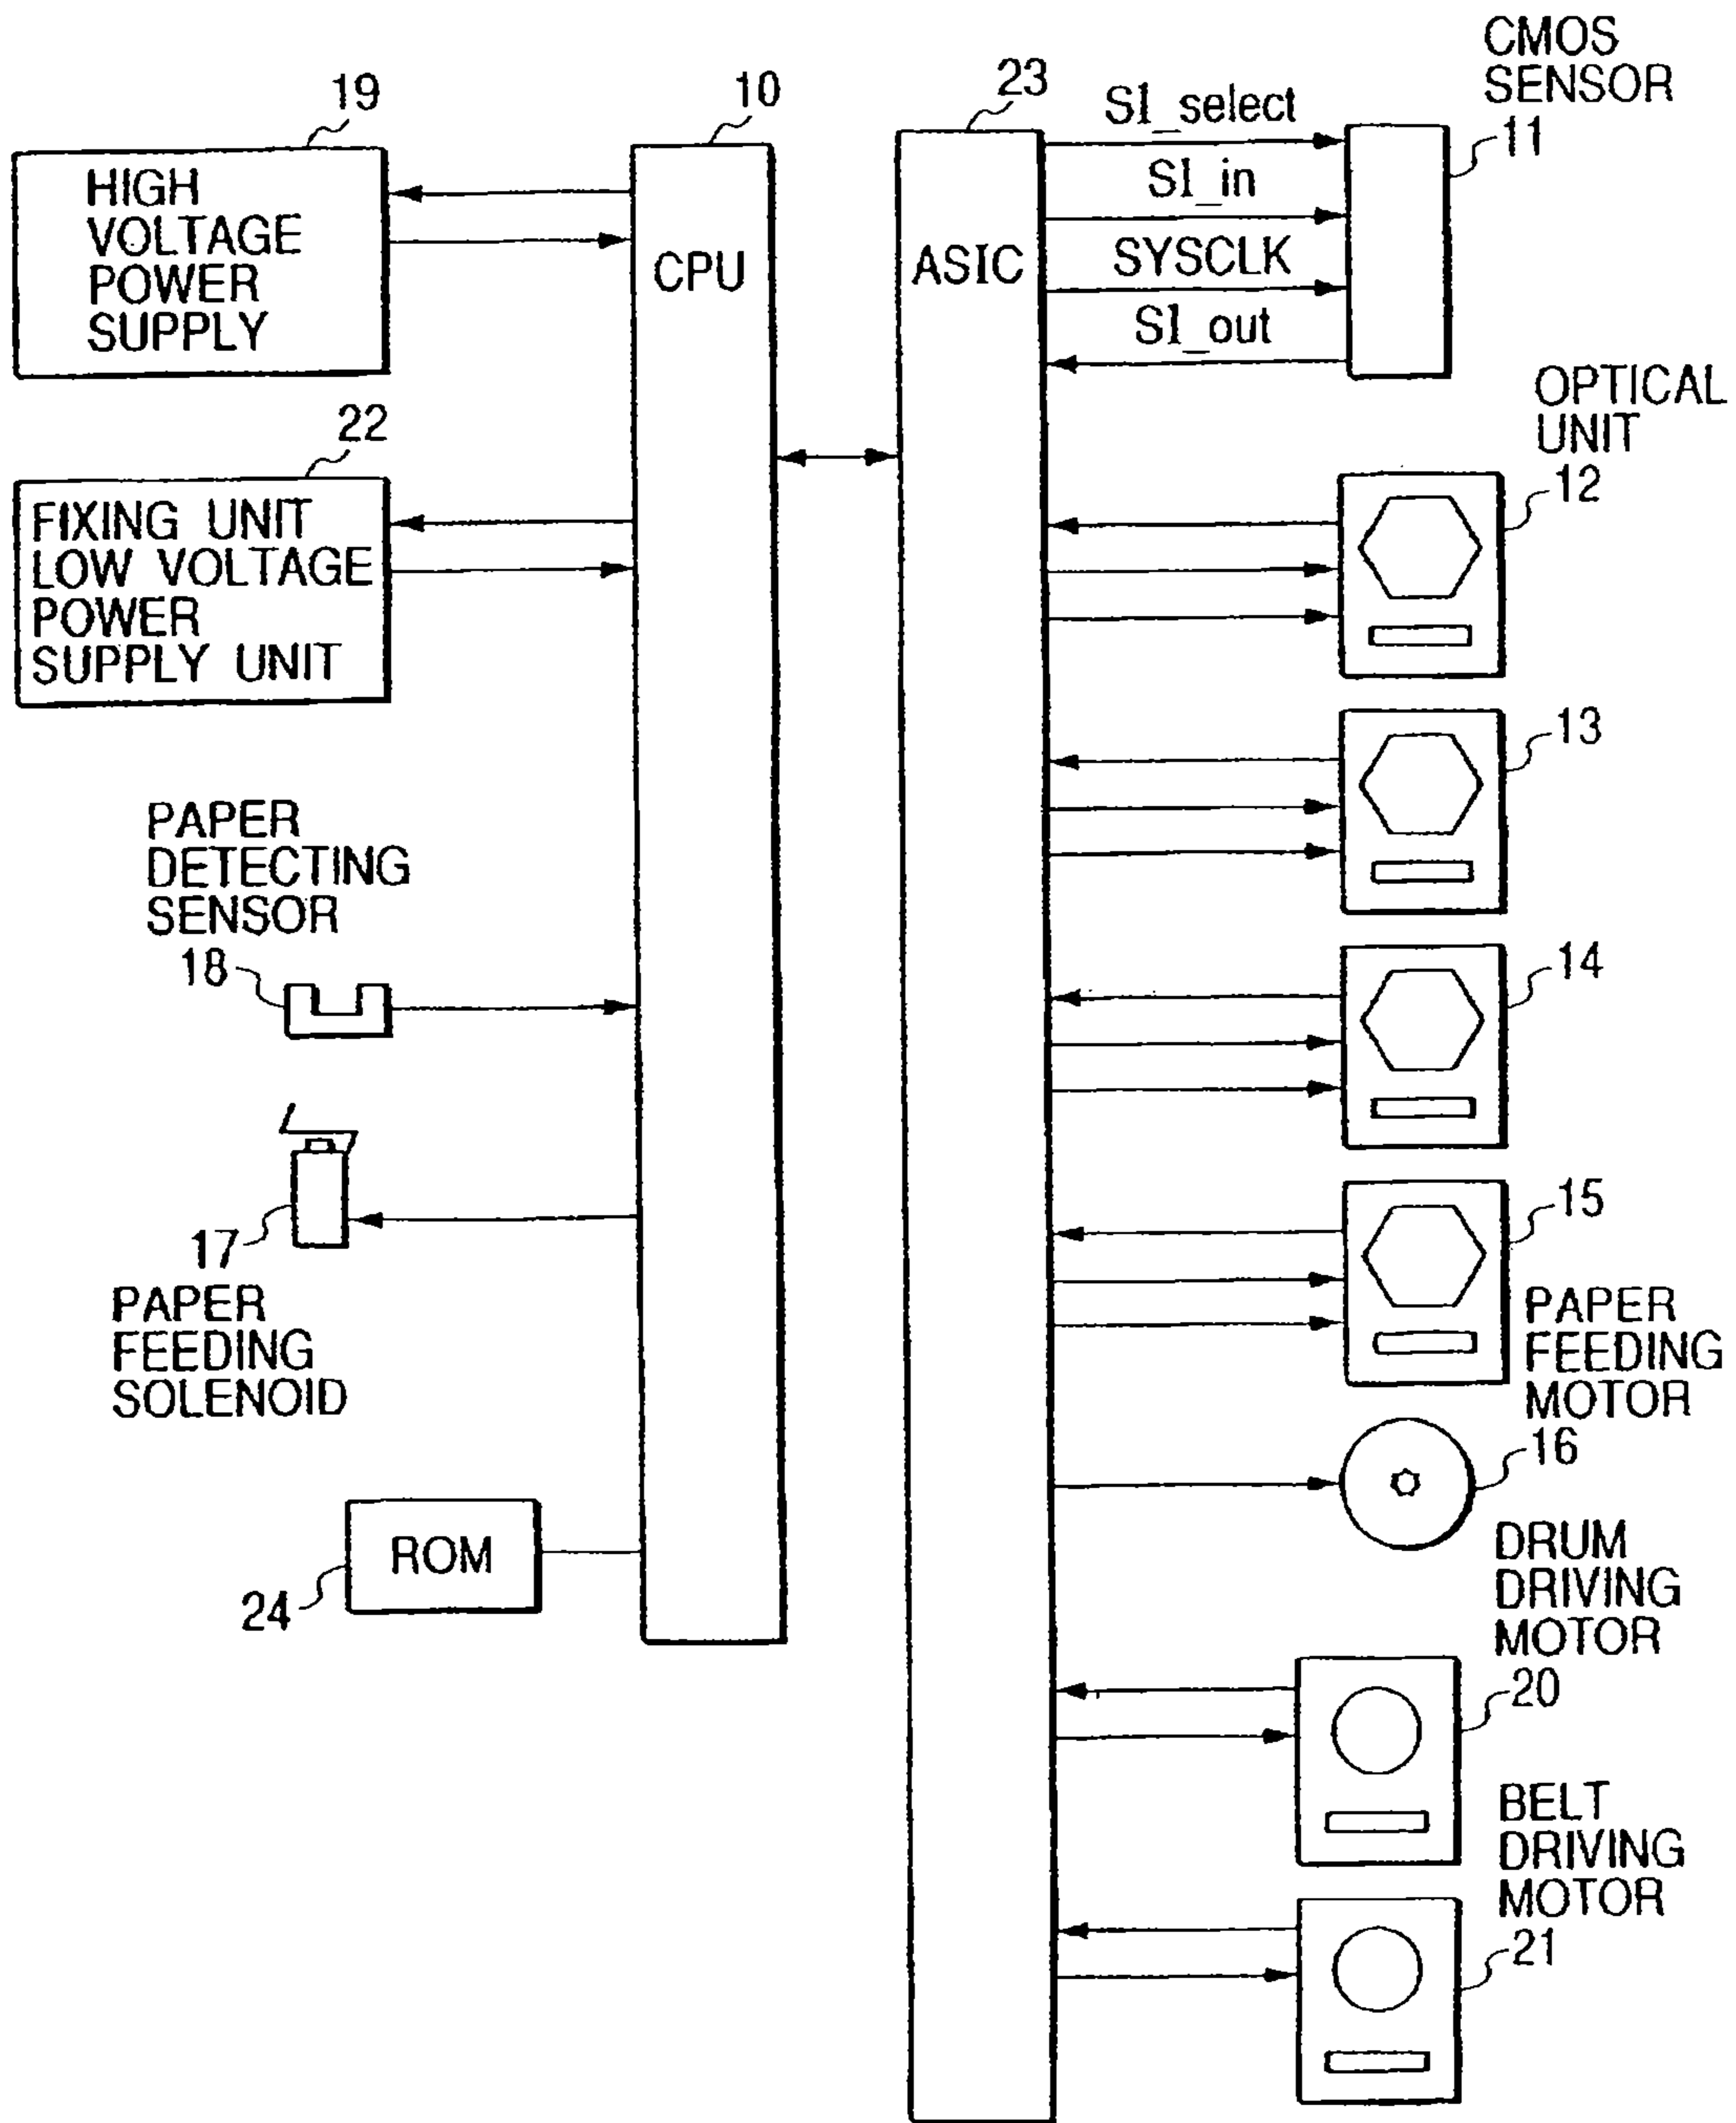 CMOS
SENSOR
11
19
10
23
SI_select
HIGH
VOLTAGE
POWER
SUPPLY
CPU
ASIC
SI_in
SYSCLK
SI_out
22
FIXING UNIT
LOW VOLTAGE
POWER
SUPPLY UNIT
OPTICAL
UNIT
12
13
PAPER
DETECTING
SENSOR
18
14
17
PAPER
FEEDING
SOLENOID
15
PAPER
FEEDING
MOTOR
16
ROM
24
DRUM
DRIVING
MOTOR
20
BELT
DRIVING
MOTOR
21